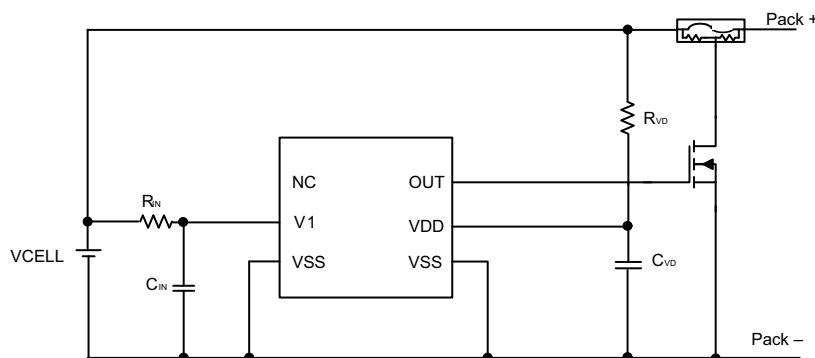 Pack +
RVD
NC
OUT
RIN
V1
VDD
VCELL
VSS
VSS
CVD
CIN
Pack –